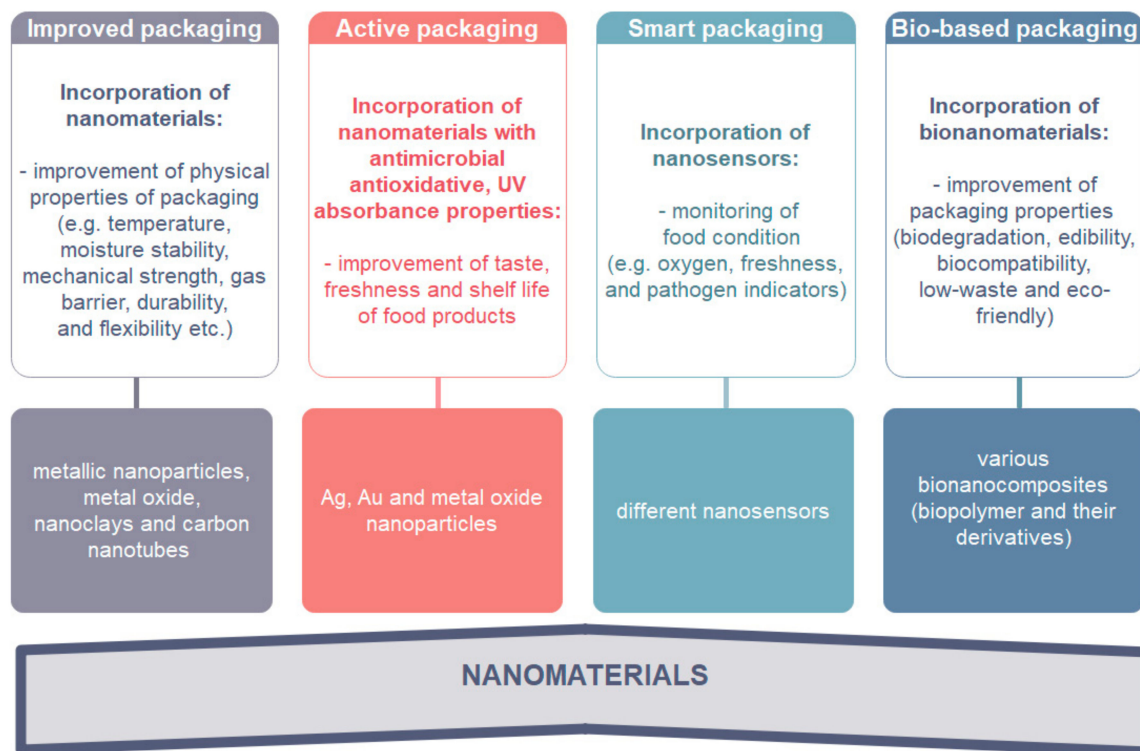 Improved packaging
Incorporation of
nanomaterials:
- improvement of physical
properties of packaging
(e.g. temperature,
moisture stability,
mechanical strength, gas
barrier, durability,
and flexibility etc.)
metallic nanoparticles,
metal oxide,
nanoclays and carbon
nanotubes
Active packaging
Incorporation of
nanomaterials with
antimicrobial
antioxidative, UV
absorbance properties:
- improvement of taste,
freshness and shelf life
of food products
Ag, Au and metal oxide
nanoparticles
Smart packaging
Incorporation of
nanosensors:
- monitoring of
food condition
(e.g. oxygen, freshness,
and pathogen indicators)
different nanosensors
Bio-based packaging
Incorporation of
bionanomaterials:
- improvement of
packaging properties
(biodegradation, edibility,
biocompatibility,
low-waste and eco-
friendly)
various
bionanocomposites
(biopolymer and their
derivatives)
NANOMATERIALS